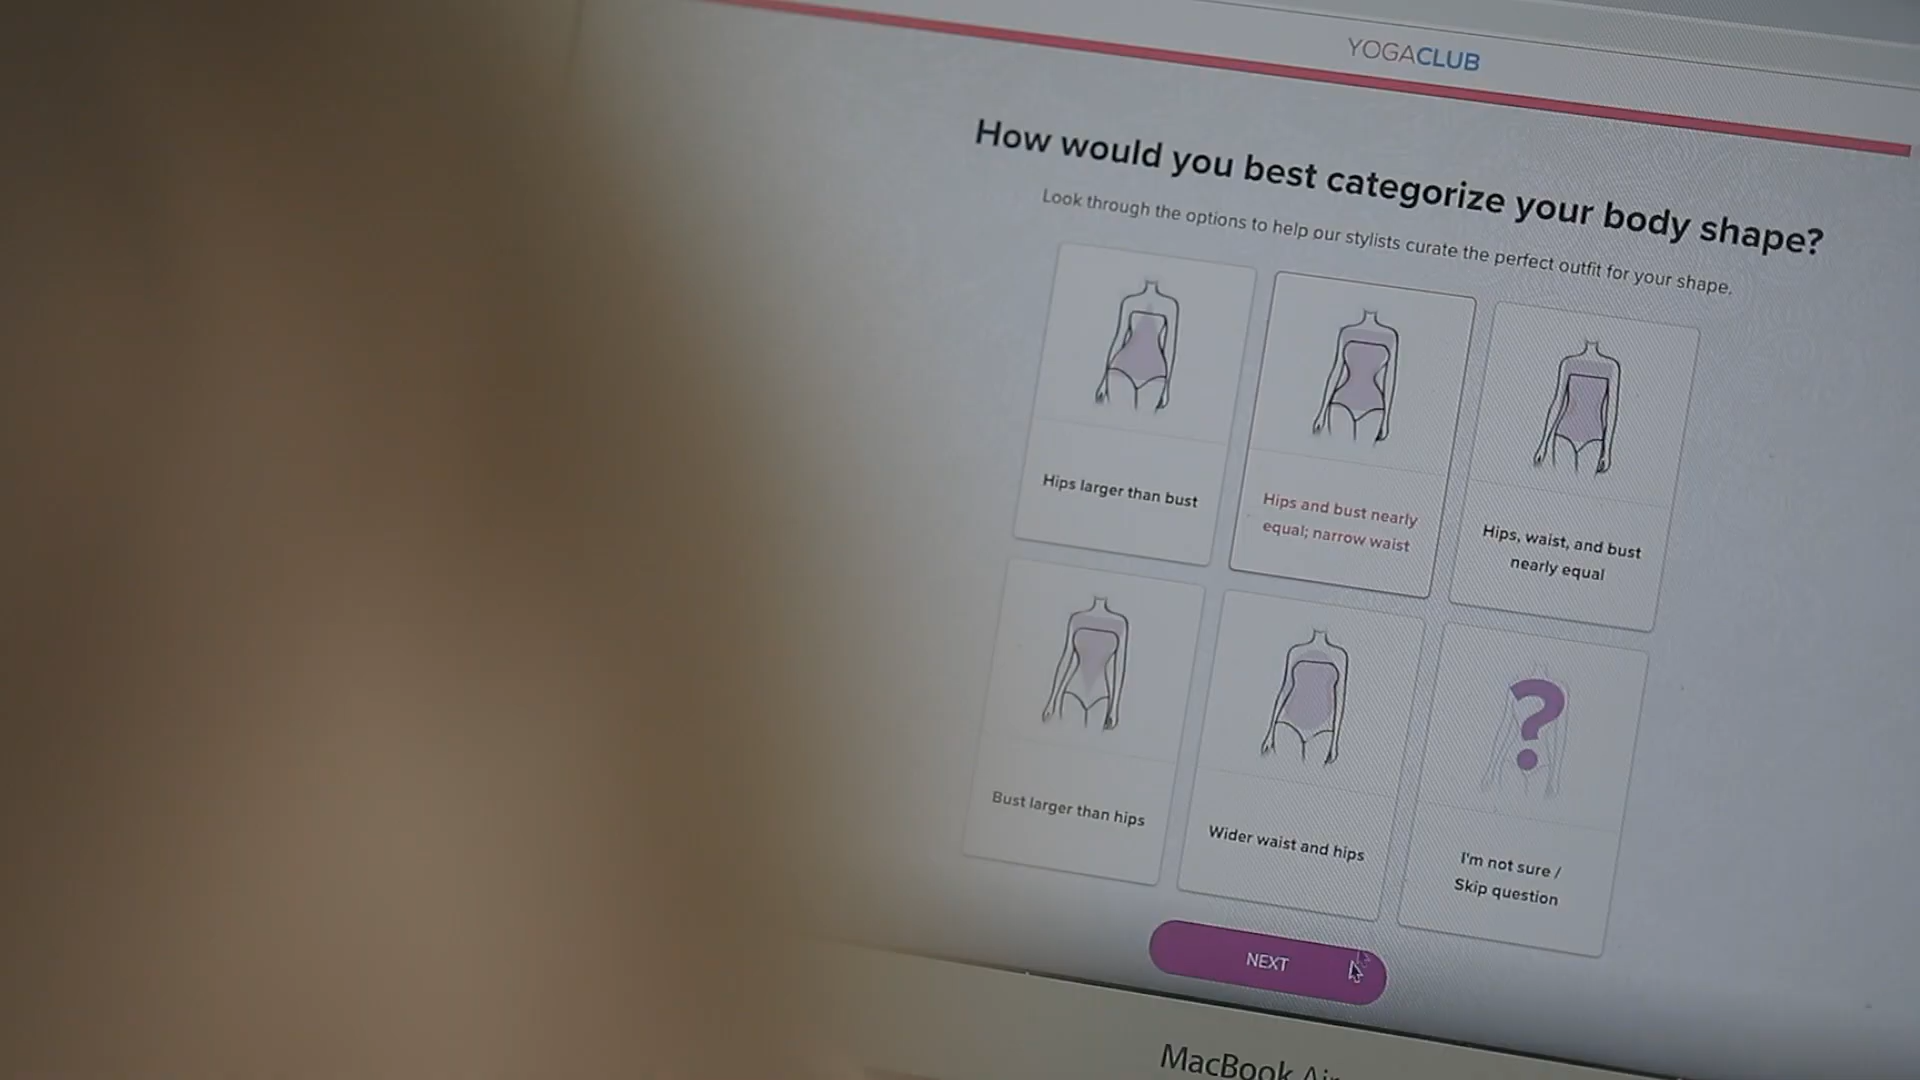 YOGACLUB
How would you best categorize your body shape?
Look through the options to help our stylists curate the perfect outfit for your shape.
Hips larger than bust
Hips and bust nearly
equal; narrow waist
Hips, waist, and bust
nearly equal
Bust larger than hips
Wider waist and hips
?
I'm not sure /
Skip question
NEXT
MacBook Air